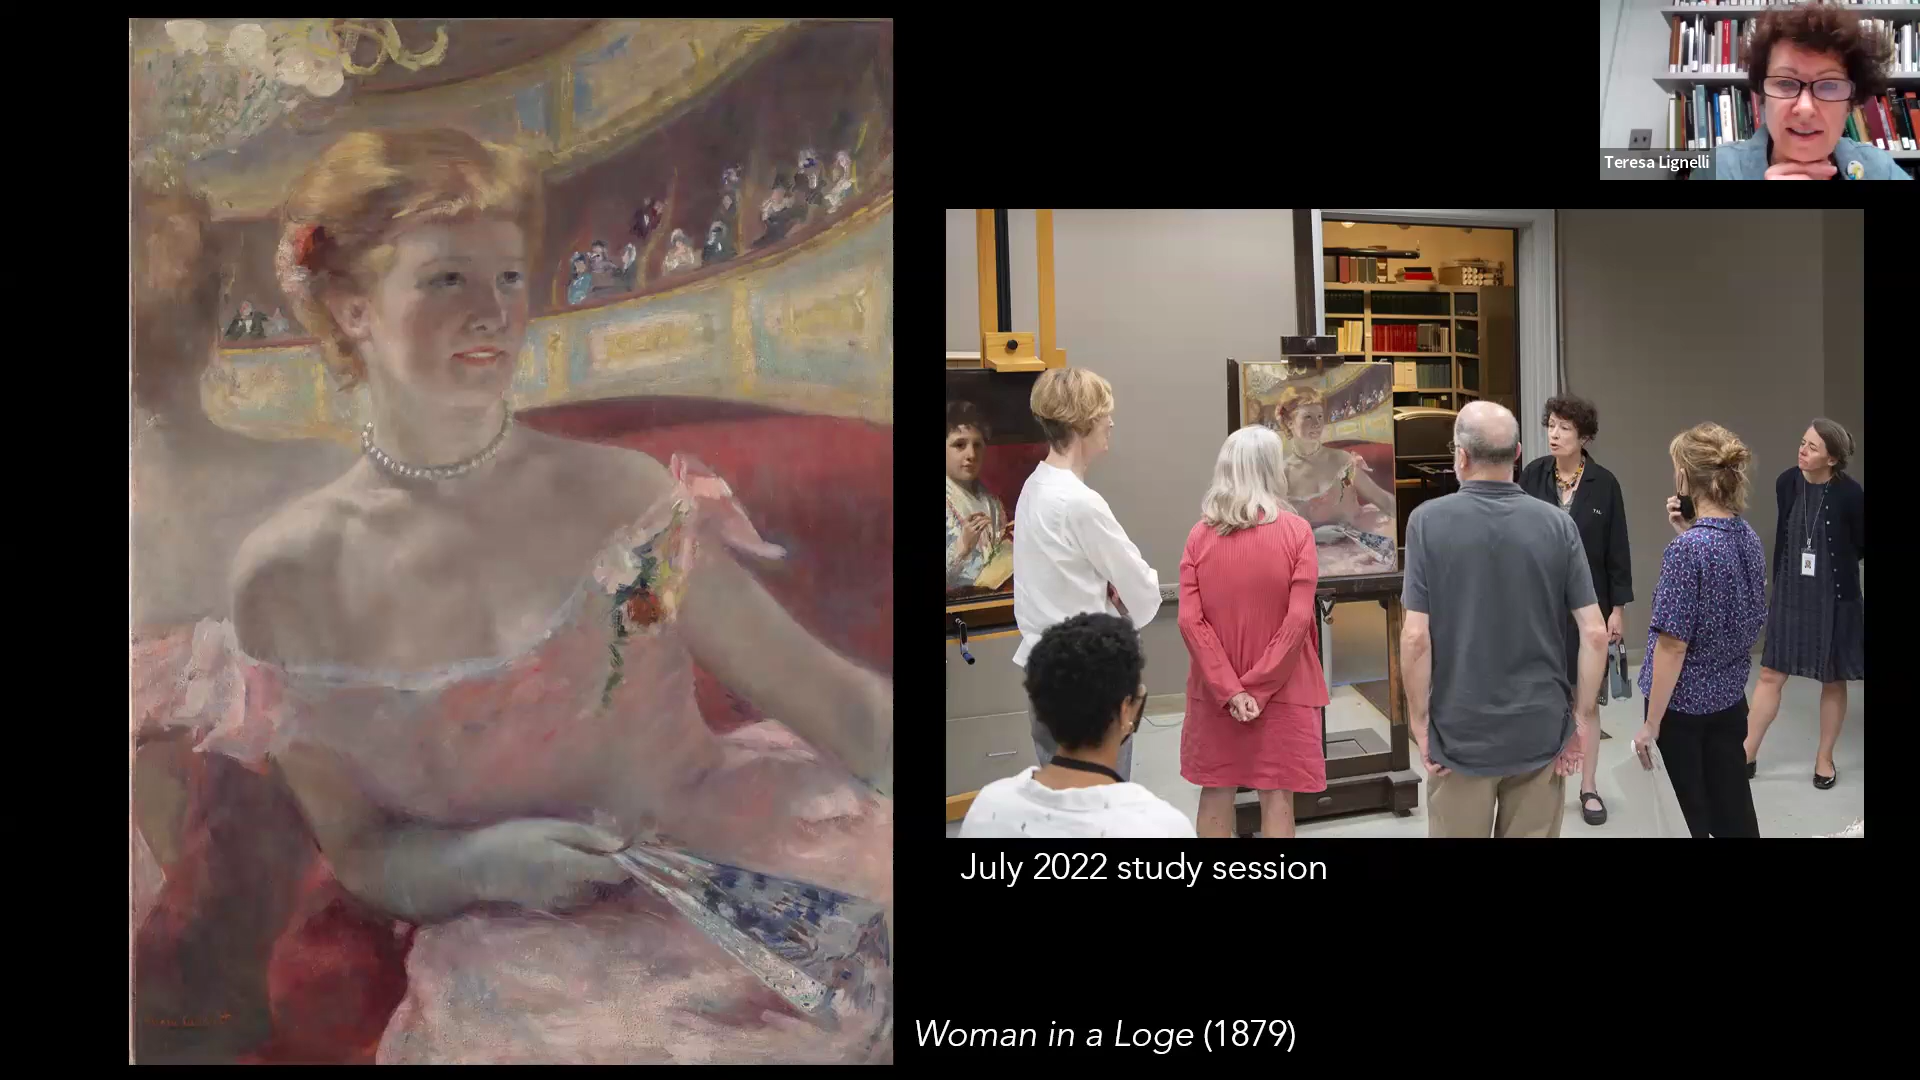 Teresa Lignelli
July 2022 study session
Woman in a Loge (1879)